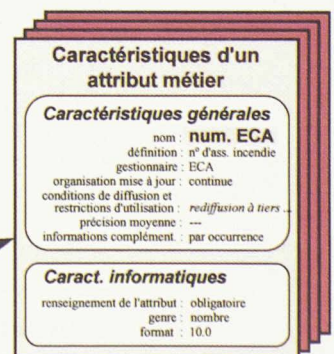 Caractéristiques d'un
attribut métier
Caractéristiques générales
nom : num. ECA
définition : n° d'ass. incendie
gestionnaire : ECA
organisation mise à jour : continue
conditions de diffusion et
restrictions d'utilisation : rediffusion à tiers ...
précision moyenne : ---
informations complément. : par occurrence
Caract. informatiques
renseignement de l'attribut : obligatoire
genre : nombre
format : 10.0